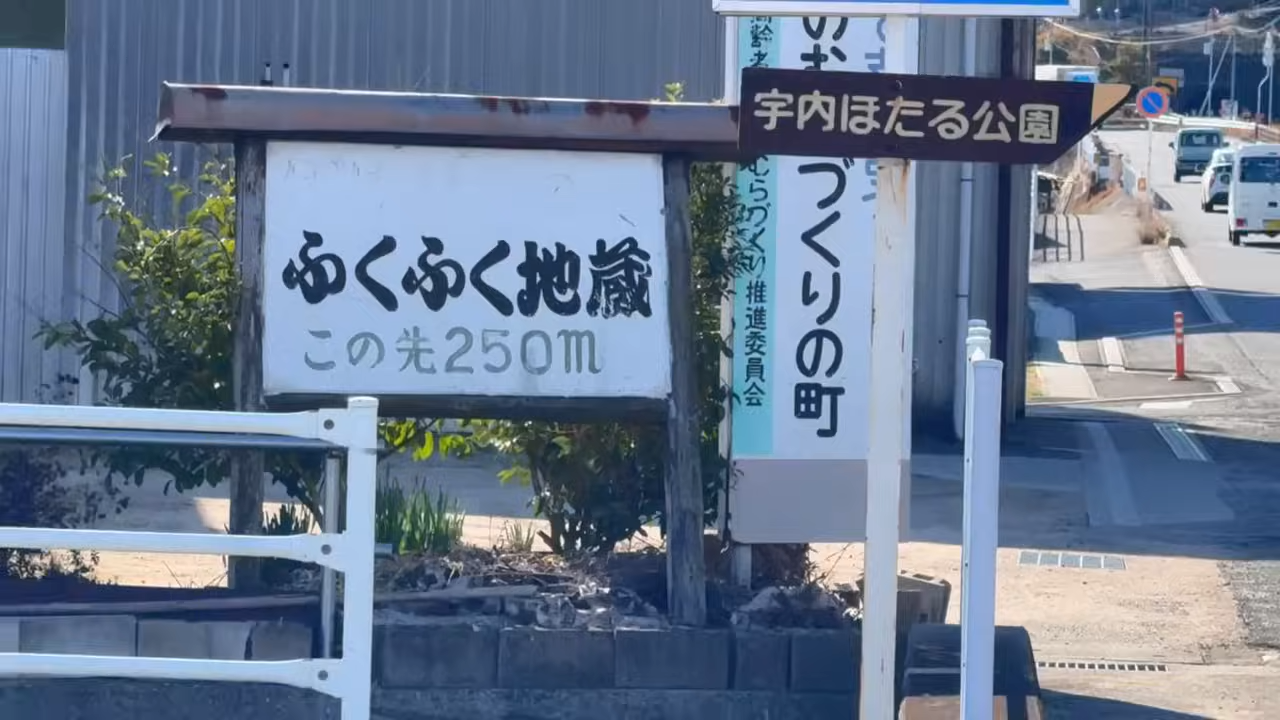 ふくふく地蔵
この先250m
宇内ほたる公園
づくりの町
むらづくり推進委員会